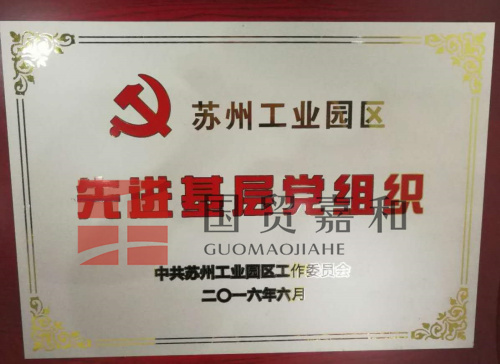 苏州工业园区
先进基层党组织
国贸嘉和
GUOMAOJIAHE
中共苏州工业园区工作委员会
二〇一六年六月